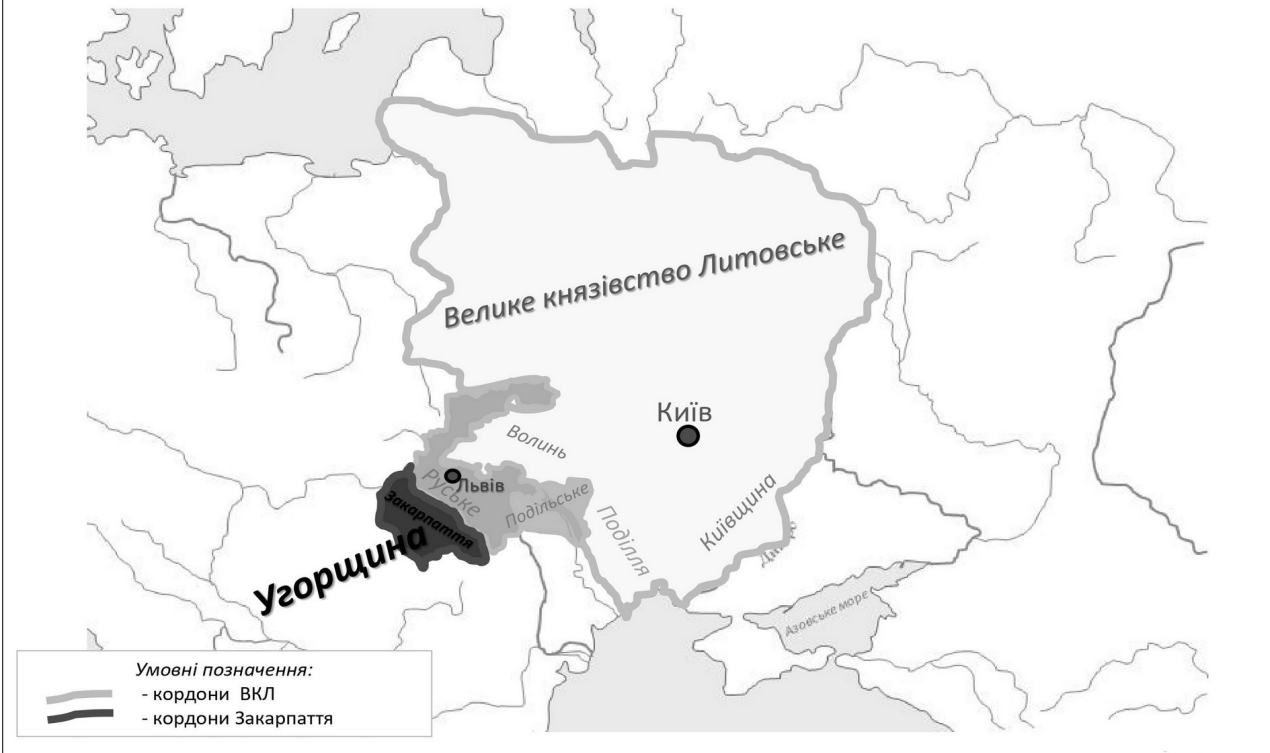 Велике князівство Литовське
Київ
Волинь
Львів
Руське
Подільське
Закарпаття
Поділля
Київщина
Угорщина
Азовське море
Умовні позначення:
- кордони ВКЛ
- кордони Закарпаття